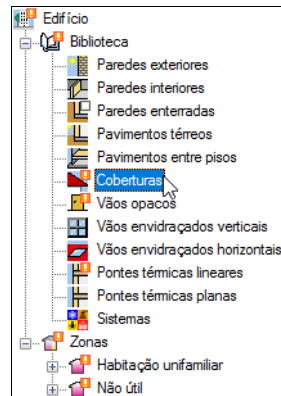 Edifício
Biblioteca
Paredes exteriores
Paredes interiores
Paredes enterradas
Pavimentos térreos
Pavimentos entre pisos
Coberturas
Vãos opacos
Vãos envidraçados verticais
Vãos envidraçados horizontais
Pontes térmicas lineares
Pontes térmicas planas
Sistemas
Zonas
Habitação unifamiliar
Não útil